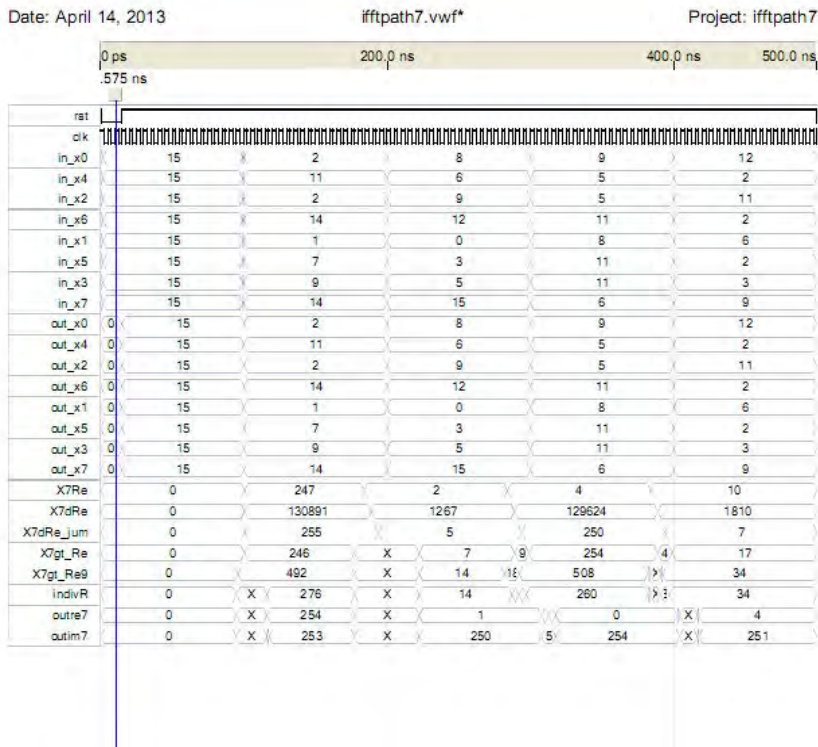 Date: April 14, 2013 ifftpath7.vwf* Project: ifftpath7
0 ps 200.0 ns 400.0 ns 500.0 ns
.575 ns
rst
clk
in_x0 15 2 8 9 12
in_x4 15 11 6 5 2
in_x2 15 2 9 5 11
in_x6 15 14 12 11 2
in_x1 15 1 0 8 6
in_x5 15 7 3 11 2
in_x3 15 9 5 11 3
in_x7 15 14 15 6 9
out_x0 0 15 2 8 9 12
out_x4 0 15 11 6 5 2
out_x2 0 15 2 9 5 11
out_x6 0 15 14 12 11 2
out_x1 0 15 1 0 8 6
out_x5 0 15 7 3 11 2
out_x3 0 15 9 5 11 3
out_x7 0 15 14 15 6 9
X7Re 0 247 2 4 10
X7dRe 0 130891 1267 129624 1810
X7dRe_jum 0 255 5 250 7
X7gt_Re 0 246 X 7 9 254 4 17
X7gt_Re9 0 492 X 14 508 34
indivR 0 X 276 X 14 260 34
outre7 0 X 254 X 1 0 X 4
outim7 0 X 253 X 250 5 254 X 251